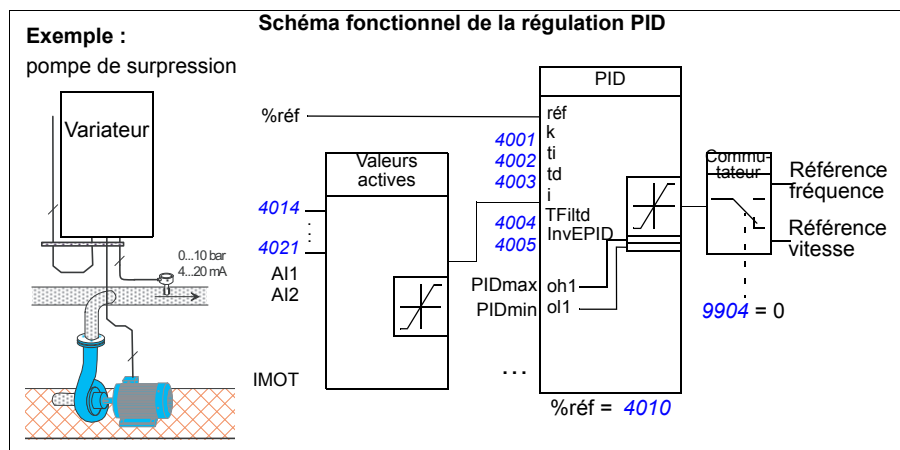 Schéma fonctionnel de la régulation PID
Exemple :
pompe de surpression
Variateur
0...10 bar
4...20 mA
%réf
Valeurs
actives
4014
4021
AI1
AI2
IMOT
PID
réf
k
4001
ti
4002
td
4003
i
TFiltd
4004
InvEPID
4005
PIDmax
oh1
PIDmin
ol1
...
%réf = 4010
Commu-
tateur
Référence
fréquence
Référence
vitesse
9904 = 0